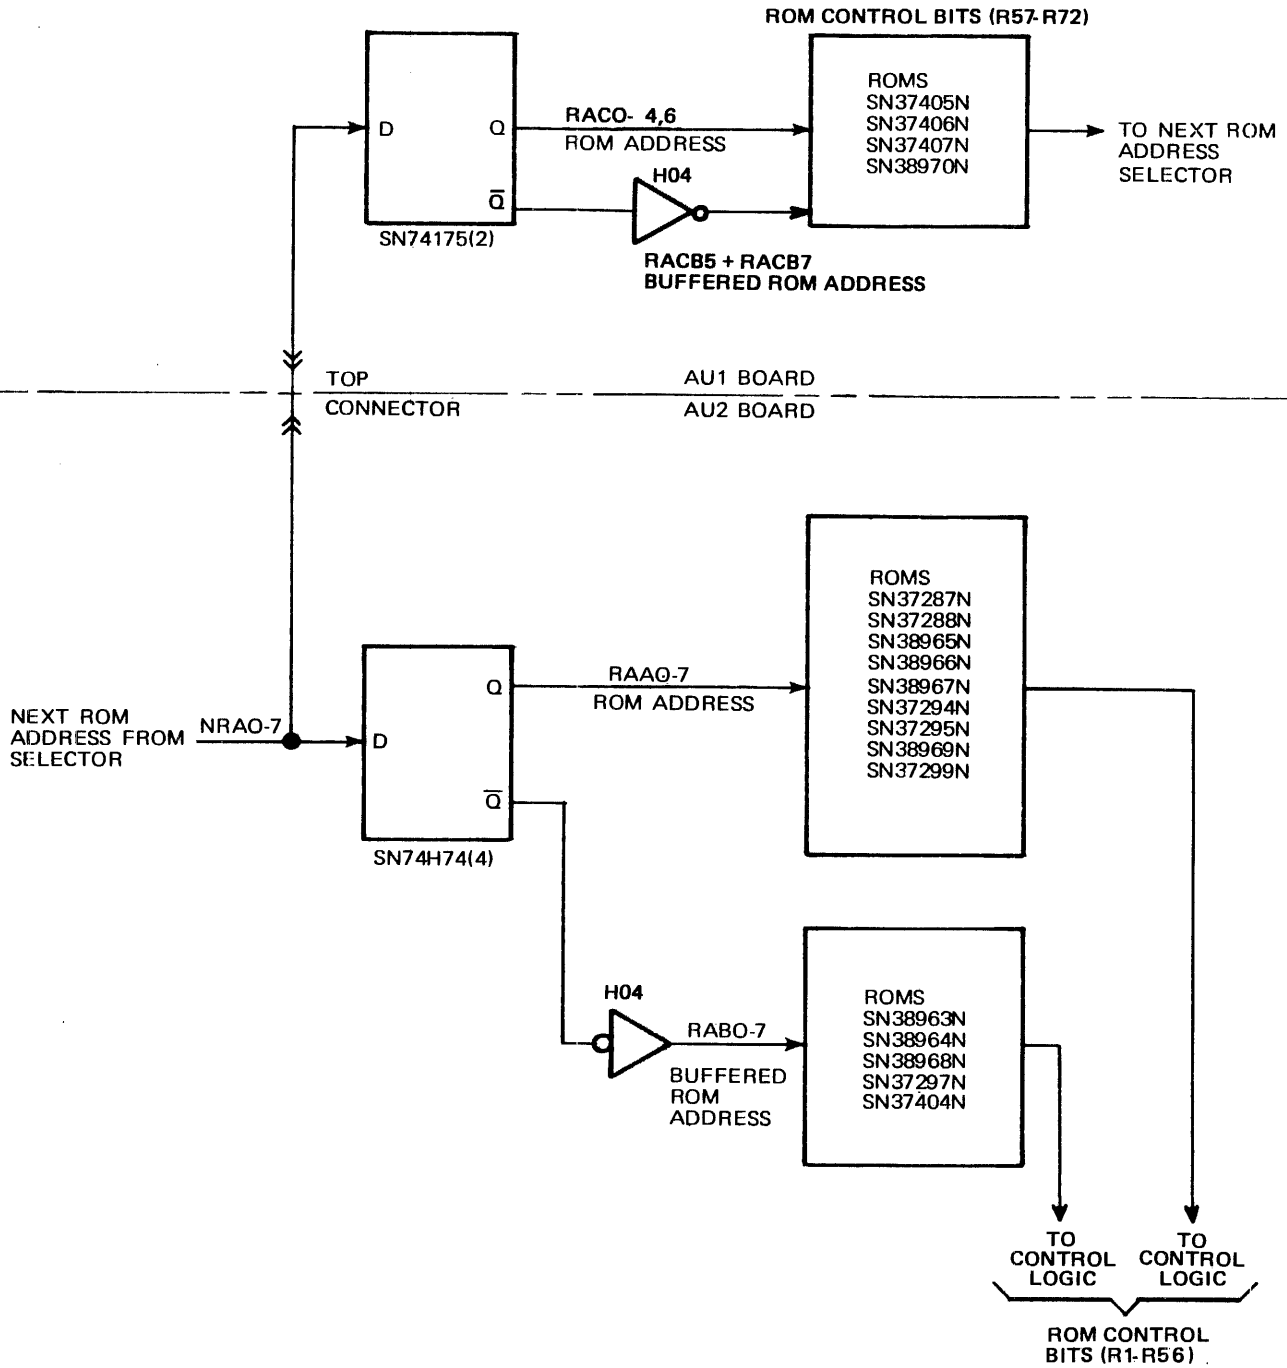 ROM CONTROL BITS (R57-R72)
D
Q
Q
SN74175(2)
RAC0- 4,6
ROM ADDRESS
H04
RACB5 + RACB7
BUFFERED ROM ADDRESS
ROMS
SN37405N
SN37406N
SN37407N
SN38970N
TO NEXT ROM
ADDRESS
SELECTOR
TOP
CONNECTOR
AU1 BOARD
AU2 BOARD
NEXT ROM
ADDRESS FROM
SELECTOR
NRA0-7
D
Q
Q
SN74H74(4)
RAA0-7
ROM ADDRESS
ROMS
SN37287N
SN37288N
SN38965N
SN38966N
SN38967N
SN37294N
SN37295N
SN38969N
SN37299N
H04
RAB0-7
BUFFERED
ROM
ADDRESS
ROMS
SN38963N
SN38964N
SN38968N
SN37297N
SN37404N
TO
CONTROL
LOGIC
TO
CONTROL
LOGIC
ROM CONTROL
BITS (R1-R56)